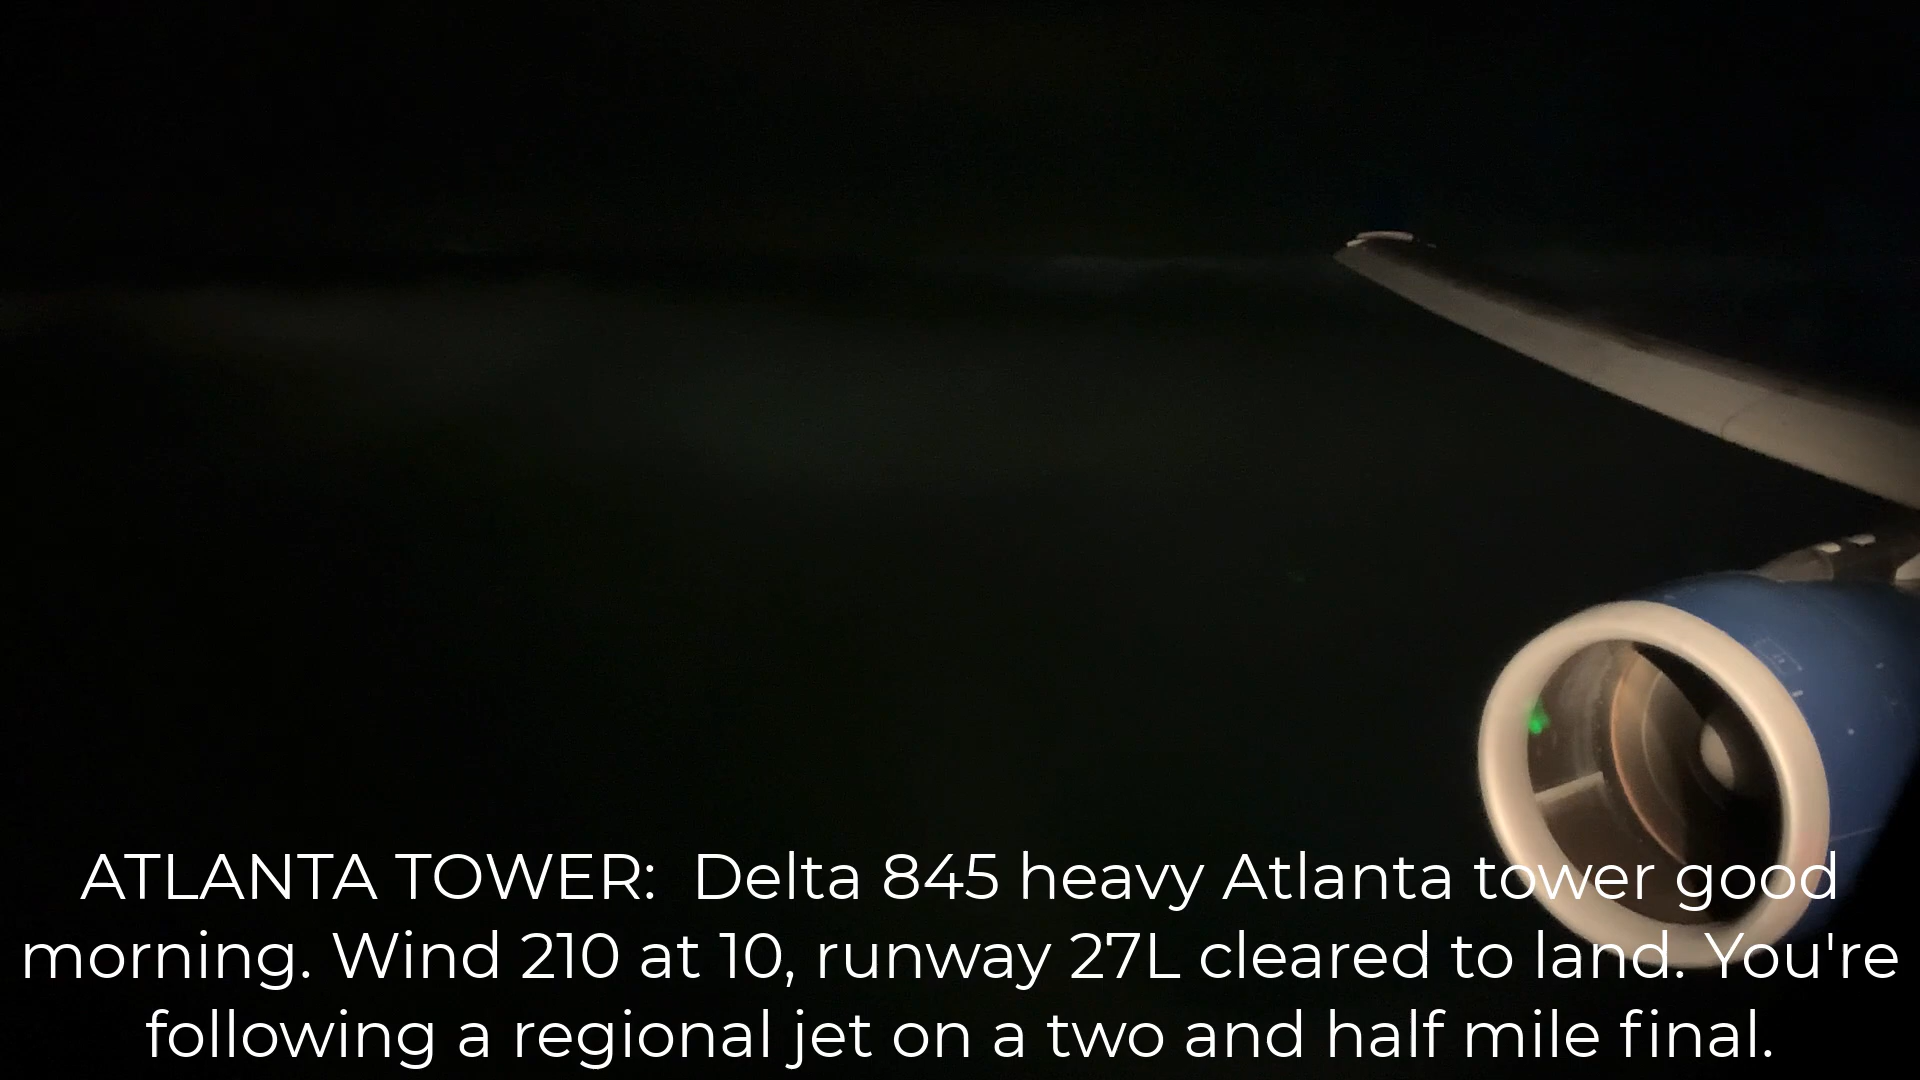 ATLANTA TOWER:  Delta 845 heavy Atlanta tower good
morning. Wind 210 at 10, runway 27L cleared to land. You're
following a regional jet on a two and half mile final.